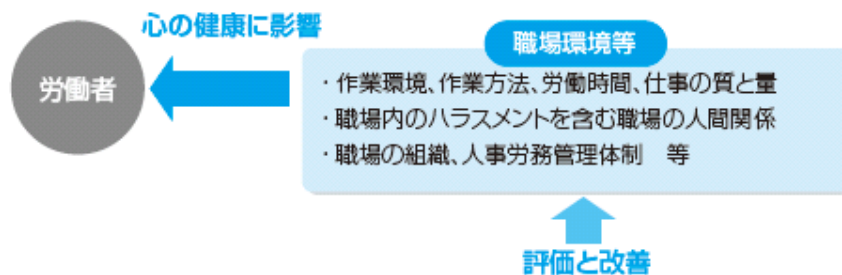 心の健康に影響
職場環境等
労働者
・作業環境、作業方法、労働時間、仕事の質と量
・職場内のハラスメントを含む職場の人間関係
・職場の組織、人事労務管理体制　等
評価と改善